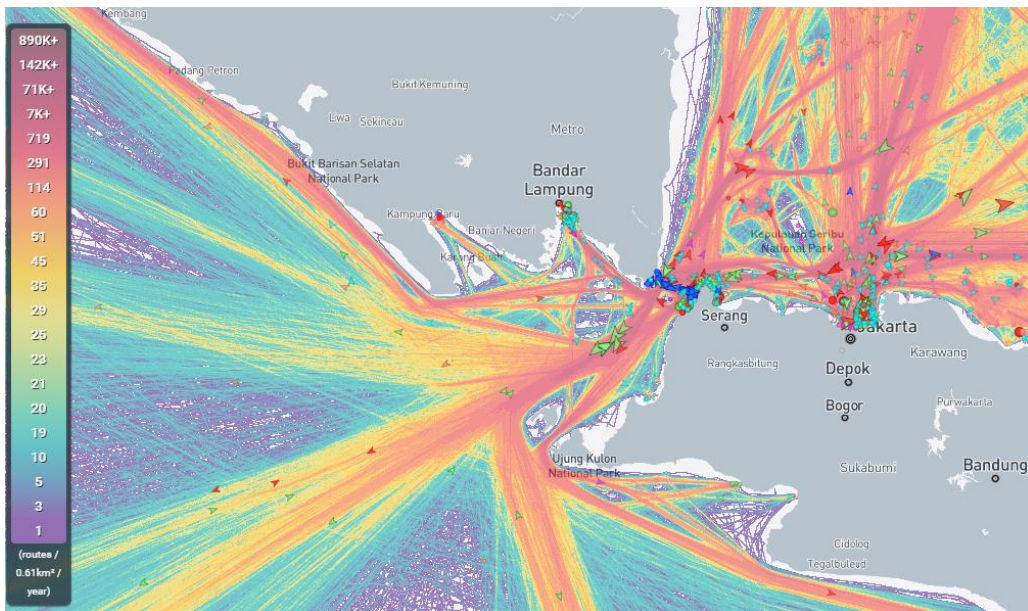 890K+
142K+
71K+
7K+
719
291
114
60
51
45
35
29
25
23
21
20
19
10
5
3
1
(routes /
0.61km² /
year)
Kembang
Padang Petron
Bukit Kemuning
Liwa
Sekincau
Metro
Bukit Barisan Selatan
National Park
Bandar
Lampung
Kampung Baru
Banjar Negeri
Karang Buah
Kepulauan Seribu
National Park
Serang
Jakarta
Rangkasbitung
Karawang
Depok
Bogor
Purwakarta
Ujung Kulon
National Park
Sukabumi
Bandung
Cidolog
Tegalbuleud